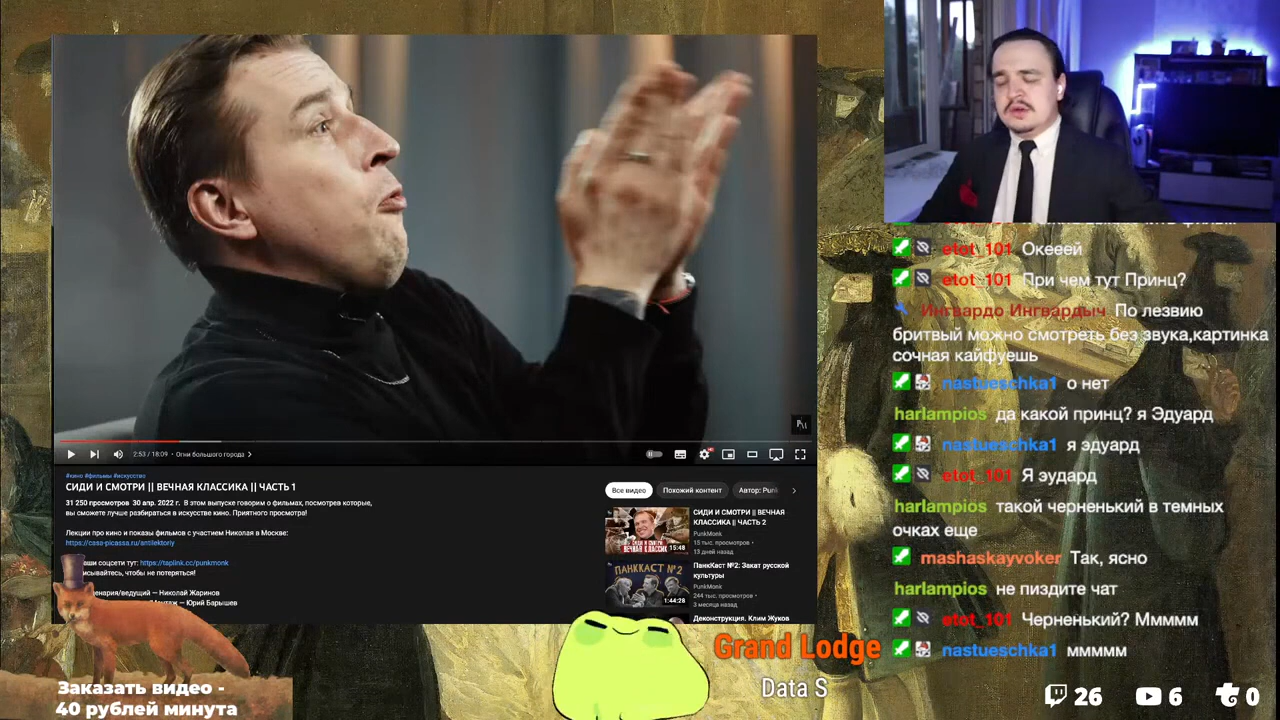 2:53 / 18:09 • Огни большого города
#кино #фильмы #искусство
СИДИ И СМОТРИ || ВЕЧНАЯ КЛАССИКА || ЧАСТЬ 1
31 250 просмотров 30 апр. 2022 г. В этом выпуске говорим о фильмах, посмотрев которые,
вы сможете лучше разбираться в искусстве кино. Приятного просмотра!
Лекции про кино и показы фильмов с участием Николая в Москве:
https://casa-picassa.ru/antilektoriy
аши соцсети тут: https://taplink.cc/punkmonk
исывайтесь, чтобы не потеряться!
енария/ведущий — Николай Жаринов
нтаж — Юрий Барышев
Все видео
Похожий контент
Автор: Punk
СИДИ И СМОТРИ || ВЕЧНАЯ
КЛАССИКА || ЧАСТЬ 2
PunkMonk
15 тыс. просмотров •
13 дней назад
СИДИ И СМОТРИ
15:48
ПанкКаст №2: Закат русской
культуры
PunkMonk
244 тыс. просмотров •
3 месяца назад
ПАНККАСТ №2
1:44:28
Деконструкция. Клим Жуков
Заказать видео -
40 рублей минута
Grand Lodge
Data S
etot_101 Океей
etot_101 При чем тут Принц?
Ингвардо Ингвардыч По лезвию
бритвый можно смотреть без звука,картинка
сочная кайфуешь
nastueschka1 о нет
harlampios да какой принц? я Эдуард
nastueschka1 я эдуард
etot_101 Я эудард
harlampios такой черненький в темных
очках еще
mashaskayvoker Так, ясно
harlampios не пиздите чат
etot_101 Черненький? Ммммм
nastueschka1 ммммм
26
6
0